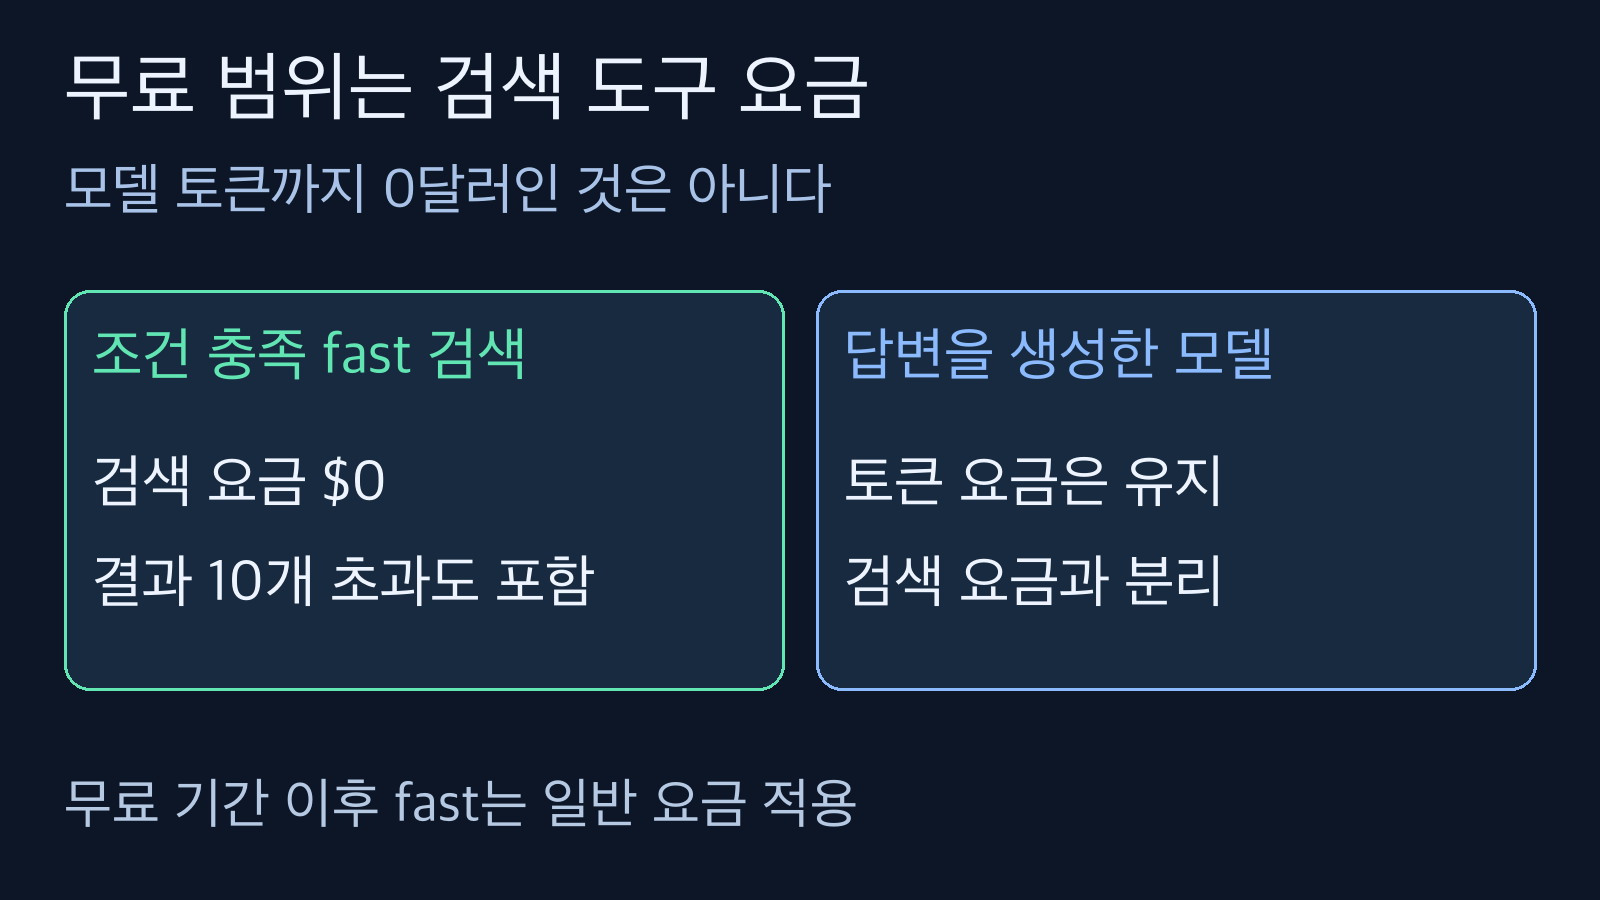 무료 범위는 검색 도구 요금
모델 토큰까지 0달러인 것은 아니다
조건 충족 fast 검색
검색 요금 $0
결과 10개 초과도 포함
답변을 생성한 모델
토큰 요금은 유지
검색 요금과 분리
무료 기간 이후 fast는 일반 요금 적용